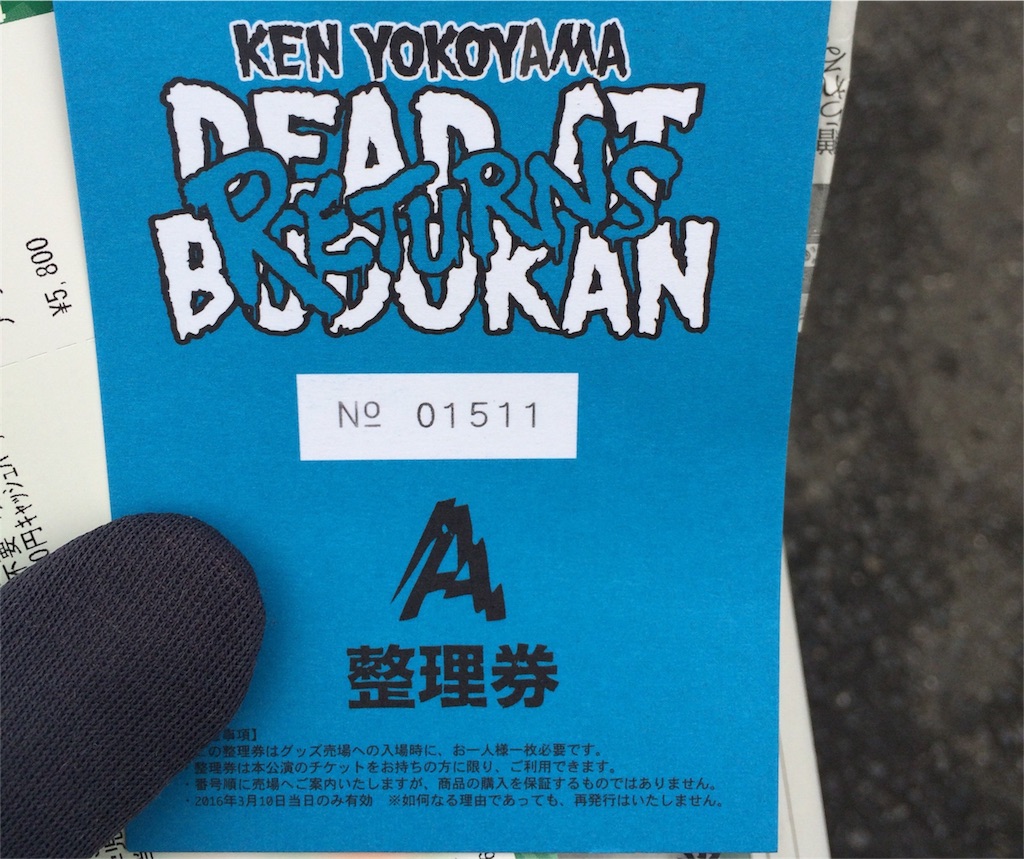 KEN YOKOYAMA
DEAD AT
RETURNS
BUDOKAN
¥5,800
№ 01511
A
整理券
事項】
この整理券はグッズ売場への入場時に、お一人様一枚必要です。
整理券は本公演のチケットをお持ちの方に限り、ご利用できます。
・番号順に売場へご案内いたしますが、商品の購入を保証するものではありません。
・2016年3月10日当日のみ有効 ※如何なる理由であっても、再発行はいたしません。